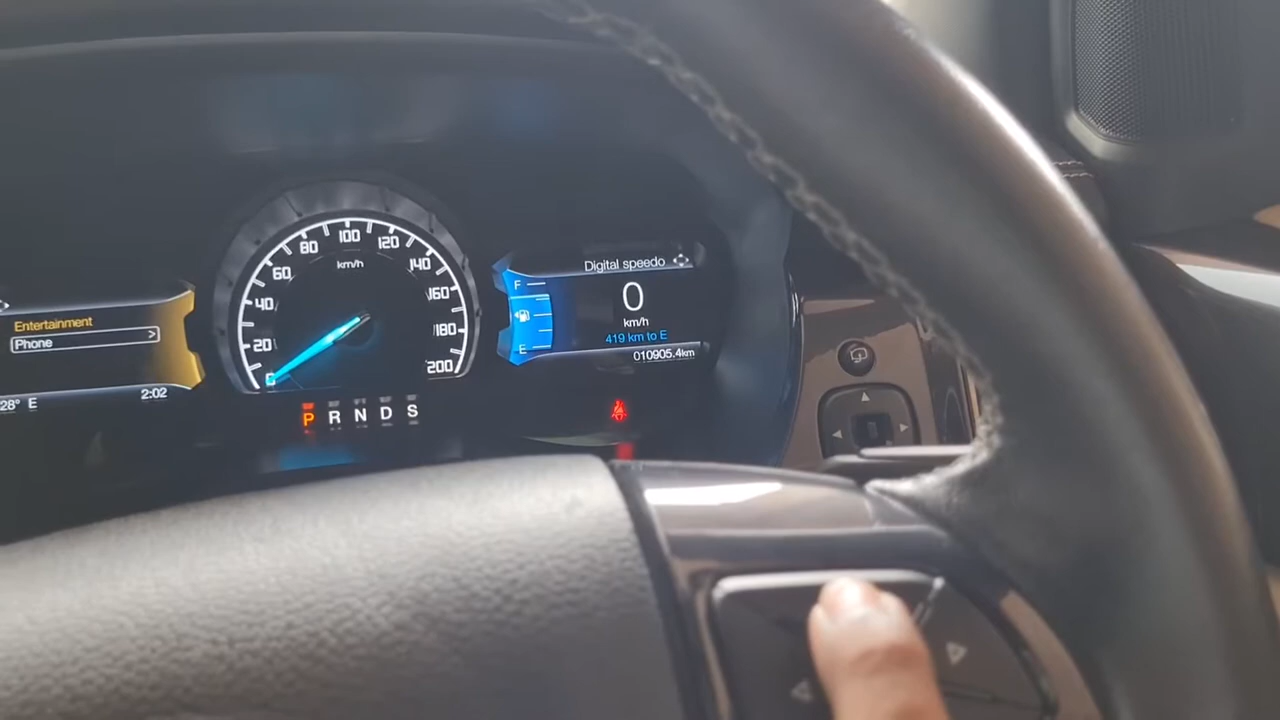 Entertainment
Phone >
28° E
2:02
0
20
40
60
80
100
120
140
160
180
200
km/h
P R N D S
Digital speedo
F
E
0
km/h
419 km to E
010905.4km